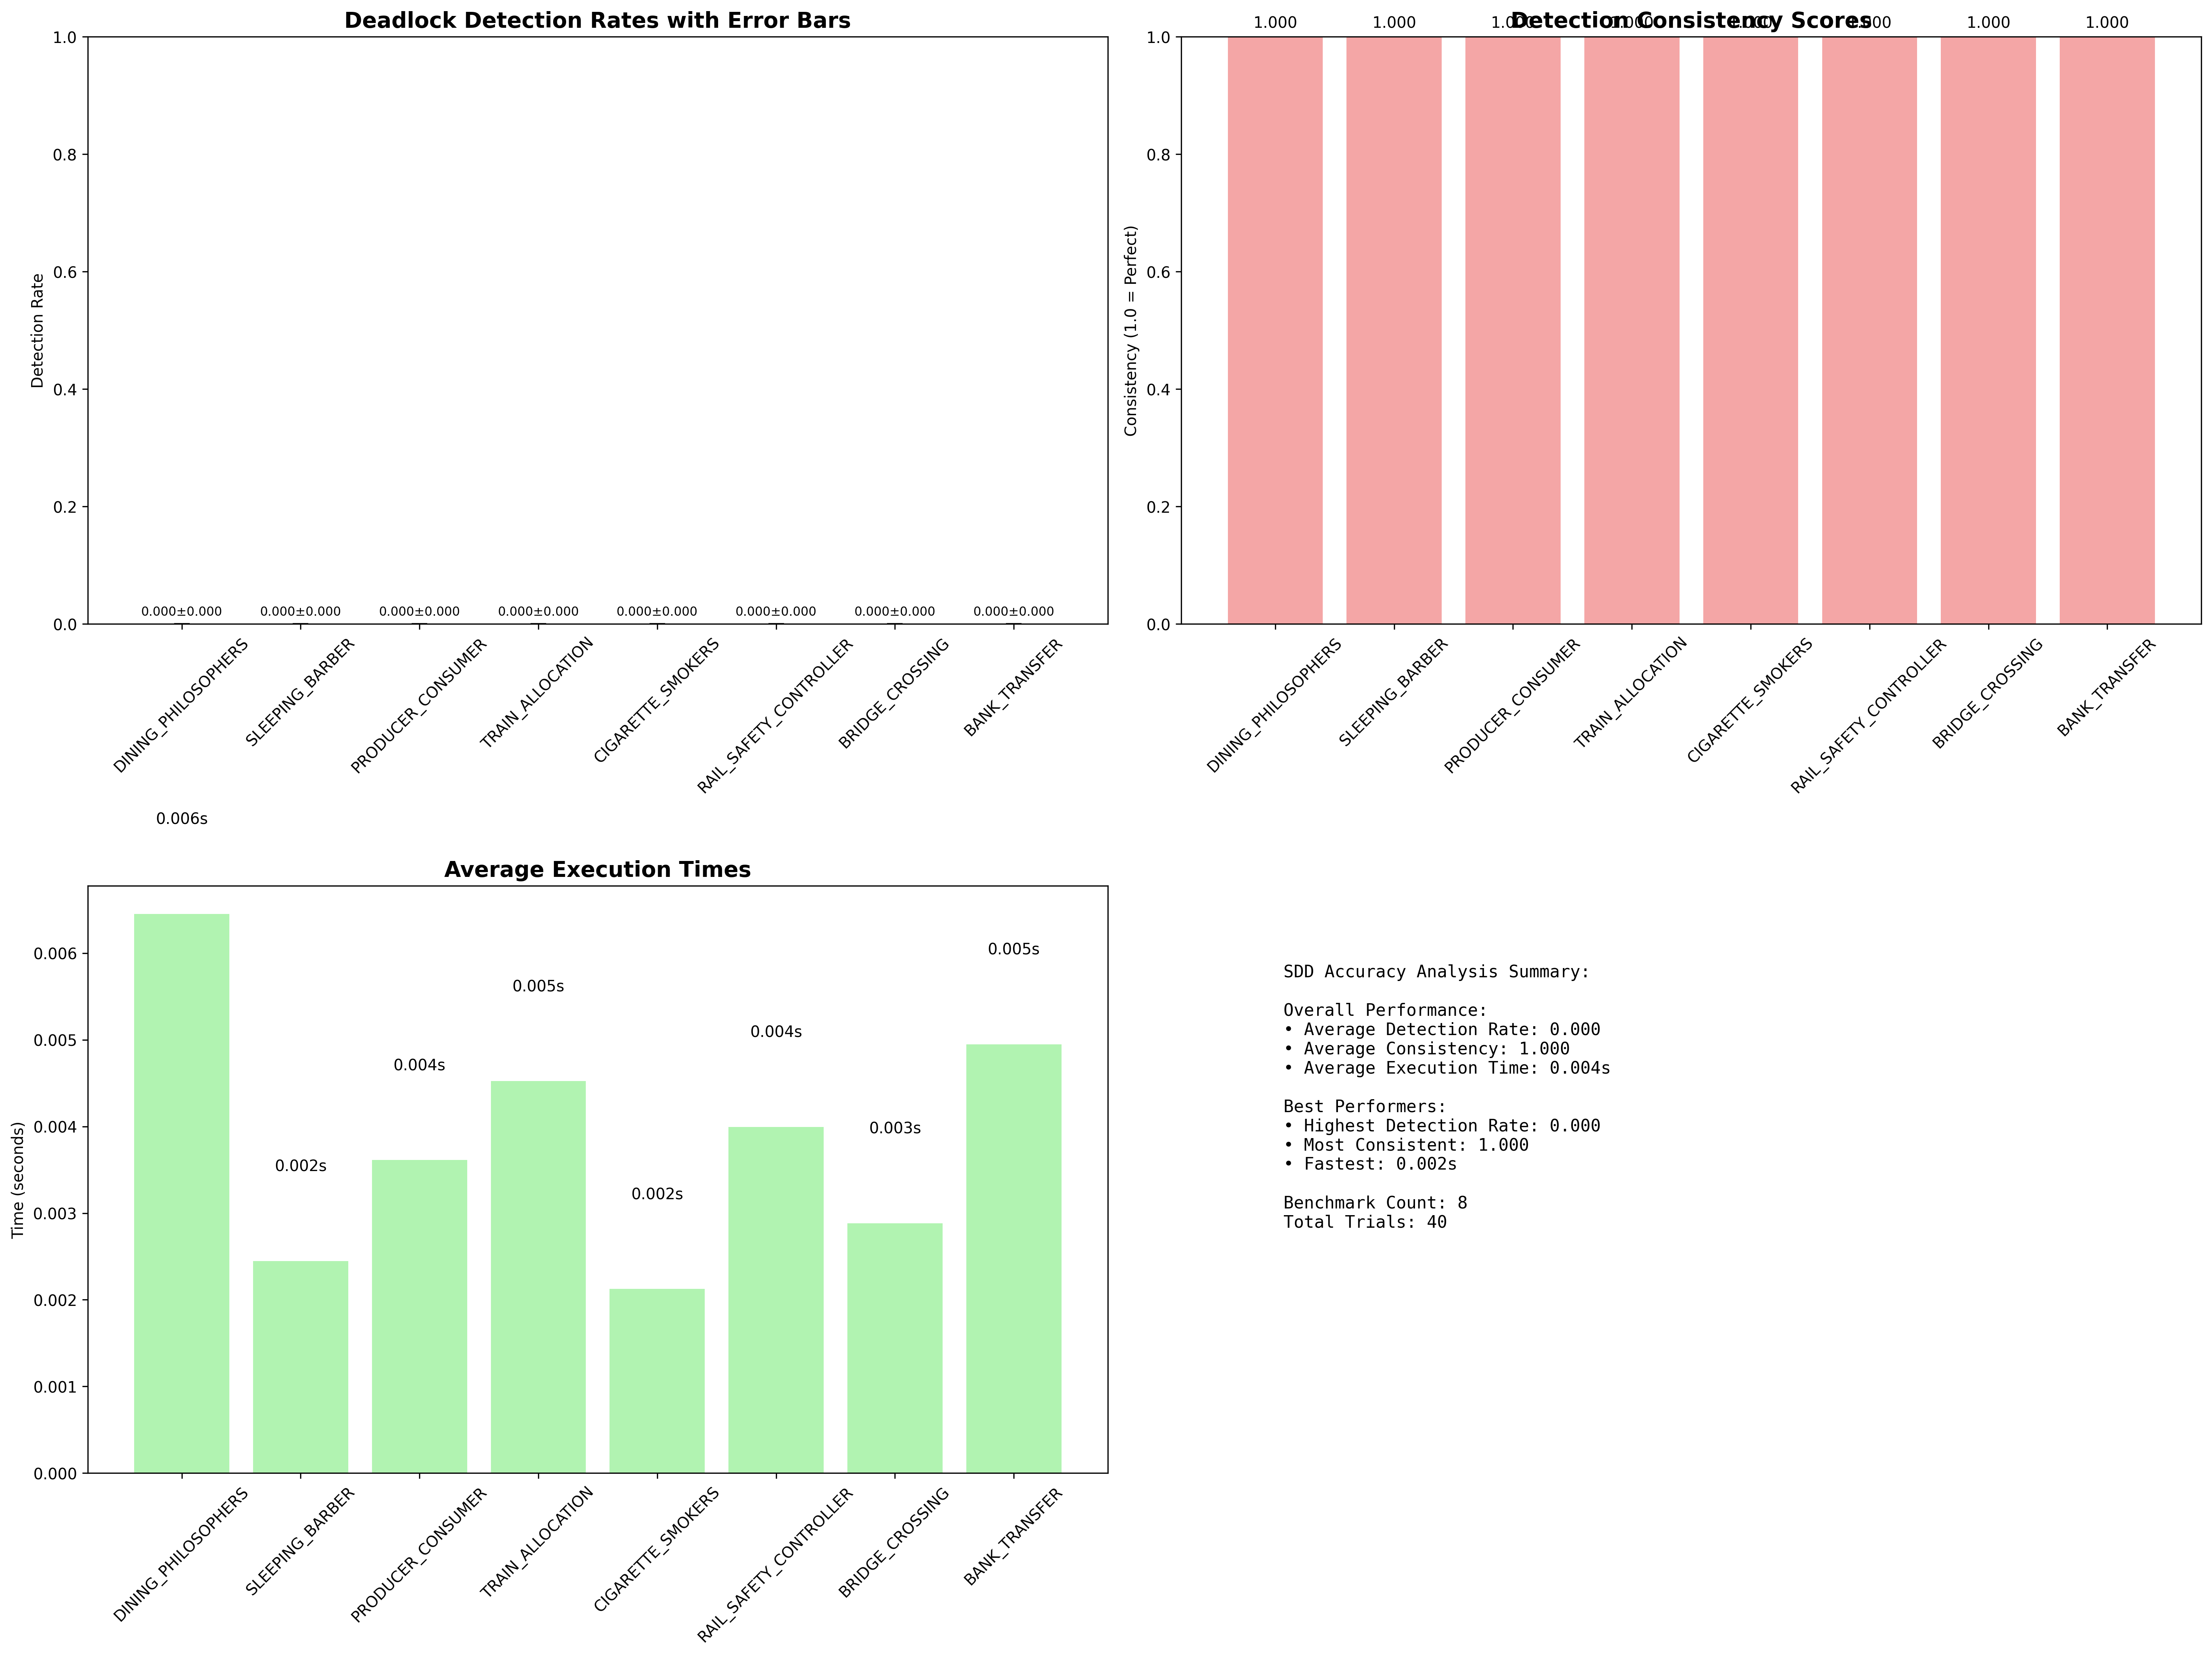 Deadlock Detection Rates with Error Bars
Detection Rate
1.0
0.8
0.6
0.4
0.2
0.0
0.000±0.000 0.000±0.000 0.000±0.000 0.000±0.000 0.000±0.000 0.000±0.000 0.000±0.000 0.000±0.000
DINING_PHILOSOPHERS
SLEEPING_BARBER
PRODUCER_CONSUMER
TRAIN_ALLOCATION
CIGARETTE_SMOKERS
RAIL_SAFETY_CONTROLLER
BRIDGE_CROSSING
BANK_TRANSFER
Detection Consistency Scores
1.000 1.000 1.000 1.000 1.000 1.000 1.000 1.000
Consistency (1.0 = Perfect)
1.0
0.8
0.6
0.4
0.2
0.0
DINING_PHILOSOPHERS
SLEEPING_BARBER
PRODUCER_CONSUMER
TRAIN_ALLOCATION
CIGARETTE_SMOKERS
RAIL_SAFETY_CONTROLLER
BRIDGE_CROSSING
BANK_TRANSFER
Average Execution Times
Time (seconds)
0.006
0.005
0.004
0.003
0.002
0.001
0.000
0.006s
0.002s
0.004s
0.005s
0.002s
0.004s
0.003s
0.005s
DINING_PHILOSOPHERS
SLEEPING_BARBER
PRODUCER_CONSUMER
TRAIN_ALLOCATION
CIGARETTE_SMOKERS
RAIL_SAFETY_CONTROLLER
BRIDGE_CROSSING
BANK_TRANSFER
SDD Accuracy Analysis Summary:
Overall Performance:
• Average Detection Rate: 0.000
• Average Consistency: 1.000
• Average Execution Time: 0.004s
Best Performers:
• Highest Detection Rate: 0.000
• Most Consistent: 1.000
• Fastest: 0.002s
Benchmark Count: 8
Total Trials: 40